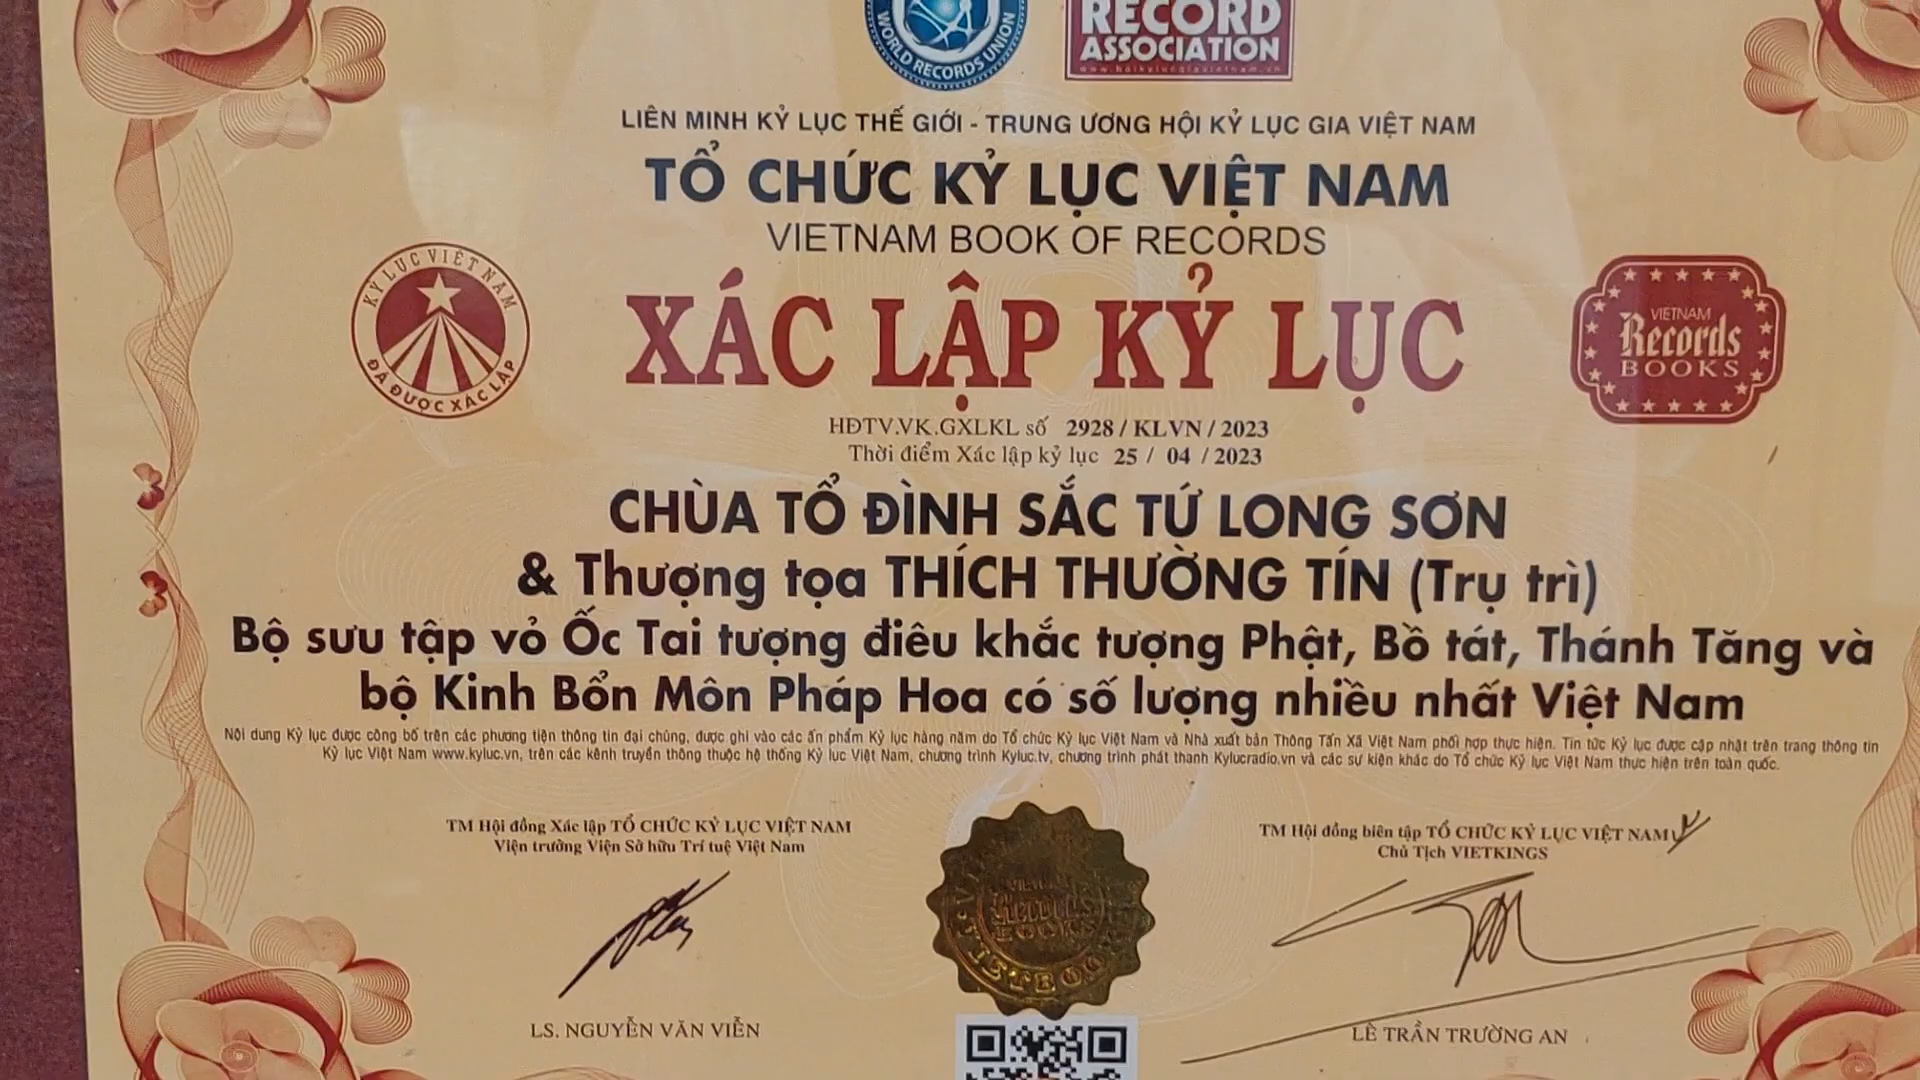 WORLD RECORDS UNION
RECORD
ASSOCIATION
LIÊN MINH KỶ LỤC THẾ GIỚI - TRUNG ƯƠNG HỘI KỶ LỤC GIA VIỆT NAM
TỔ CHỨC KỶ LỤC VIỆT NAM
VIETNAM BOOK OF RECORDS
KỶ LỤC VIỆT NAM
ĐÃ ĐƯỢC XÁC LẬP
XÁC LẬP KỶ LỤC
VIETNAM
Records
BOOKS
HĐTV.VK.GXLKL số 2928 / KLVN / 2023
Thời điểm Xác lập kỷ lục 25 / 04 / 2023
CHÙA TỔ ĐÌNH SẮC TỨ LONG SƠN
& Thượng tọa THÍCH THƯỜNG TÍN (Trụ trì)
Bộ sưu tập vỏ Ốc Tai tượng điêu khắc tượng Phật, Bồ tát, Thánh Tăng và
bộ Kinh Bổn Môn Pháp Hoa có số lượng nhiều nhất Việt Nam
Nội dung Kỷ lục được công bố trên các phương tiện thông tin đại chúng, được ghi vào các ấn phẩm Kỷ lục hàng năm do Tổ chức Kỷ lục Việt Nam và Nhà xuất bản Thông Tấn Xã Việt Nam phối hợp thực hiện. Tin tức Kỷ lục được cập nhật trên trang thông tin
Kỷ lục Việt Nam www.kyluc.vn, trên các kênh truyền thông thuộc hệ thống Kỷ lục Việt Nam, chương trình Kyluc.tv, chương trình phát thanh Kylucradio.vn và các sự kiện khác do Tổ chức Kỷ lục Việt Nam thực hiện trên toàn quốc.
TM Hội đồng Xác lập TỔ CHỨC KỶ LỤC VIỆT NAM
Viện trưởng Viện Sở hữu Trí tuệ Việt Nam
TM Hội đồng biên tập TỔ CHỨC KỶ LỤC VIỆT NAM
Chủ Tịch VIETKINGS
Records
BOOKS
LS. NGUYỄN VĂN VIỄN
LÊ TRẦN TRƯỜNG AN